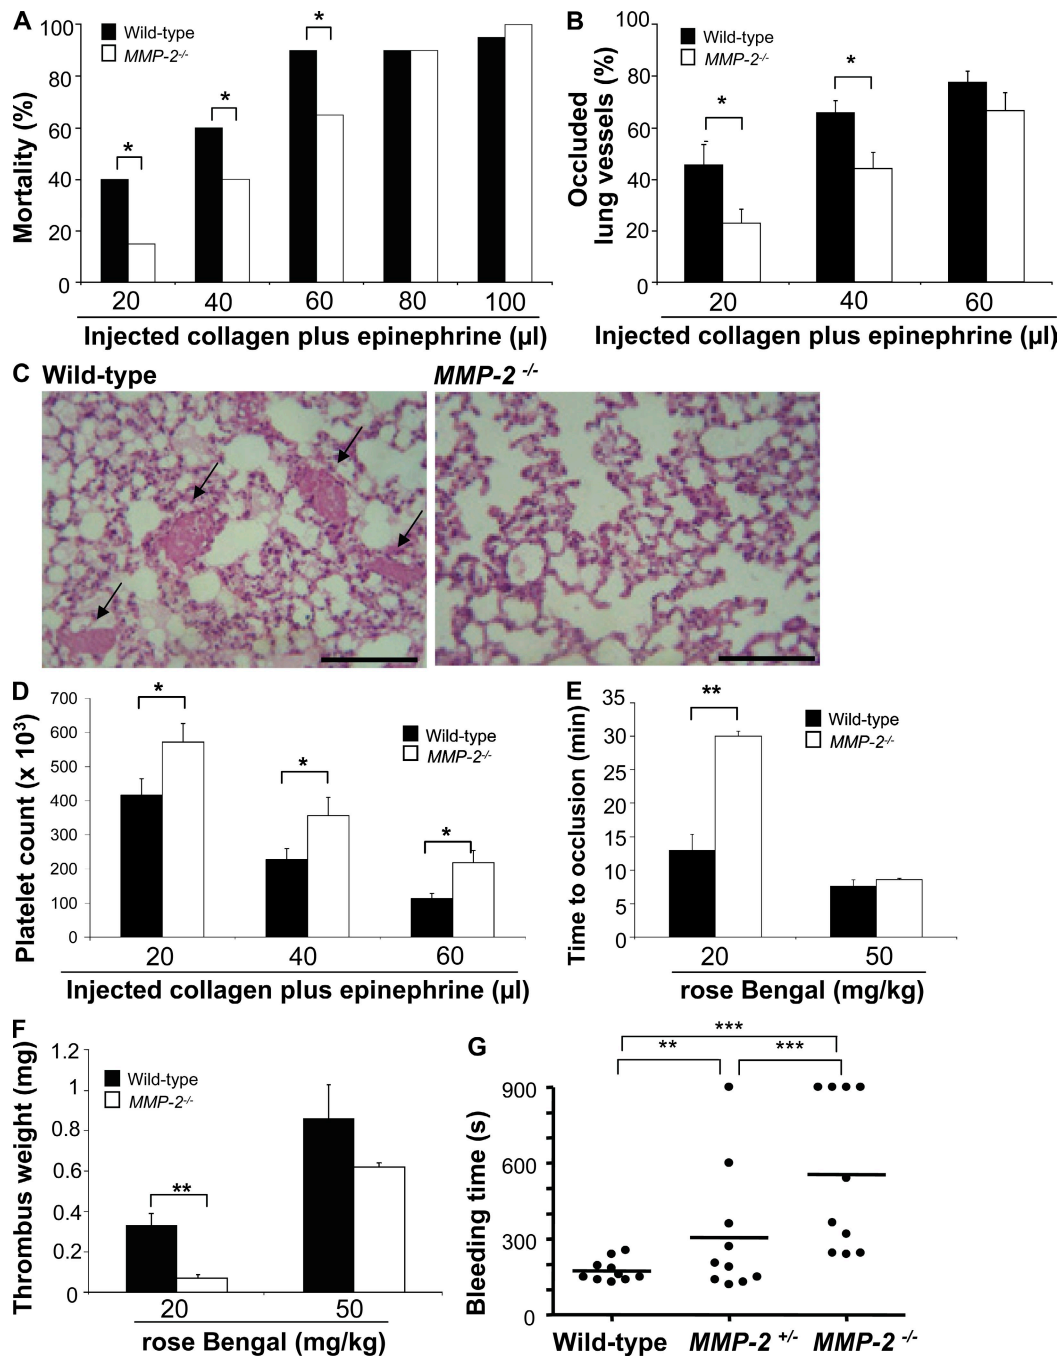 A
100
80
60
40
20
0
Mortality (%)
Wild-type
MMP-2-/-
*
*
*
20 40 60 80 100
Injected collagen plus epinephrine (µl)
B
100
80
60
40
20
0
Occluded
lung vessels (%)
Wild-type
MMP-2-/-
*
*
20 40 60
Injected collagen plus epinephrine (µl)
C Wild-type
MMP-2 -/-
D
700
600
500
400
300
200
100
0
Platelet count (x 10³)
Wild-type
MMP-2-/-
*
*
*
20 40 60
Injected collagen plus epinephrine (µl)
E
35
30
25
20
15
10
5
0
Time to occlusion (min)
Wild-type
MMP-2-/-
**
20 50
rose Bengal (mg/kg)
F
1.2
1
0.8
0.6
0.4
0.2
0
Thrombus weight (mg)
Wild-type
MMP-2-/-
**
20 50
rose Bengal (mg/kg)
G
***
**
***
900
600
300
0
Bleeding time (s)
Wild-type MMP-2 +/- MMP-2 -/-